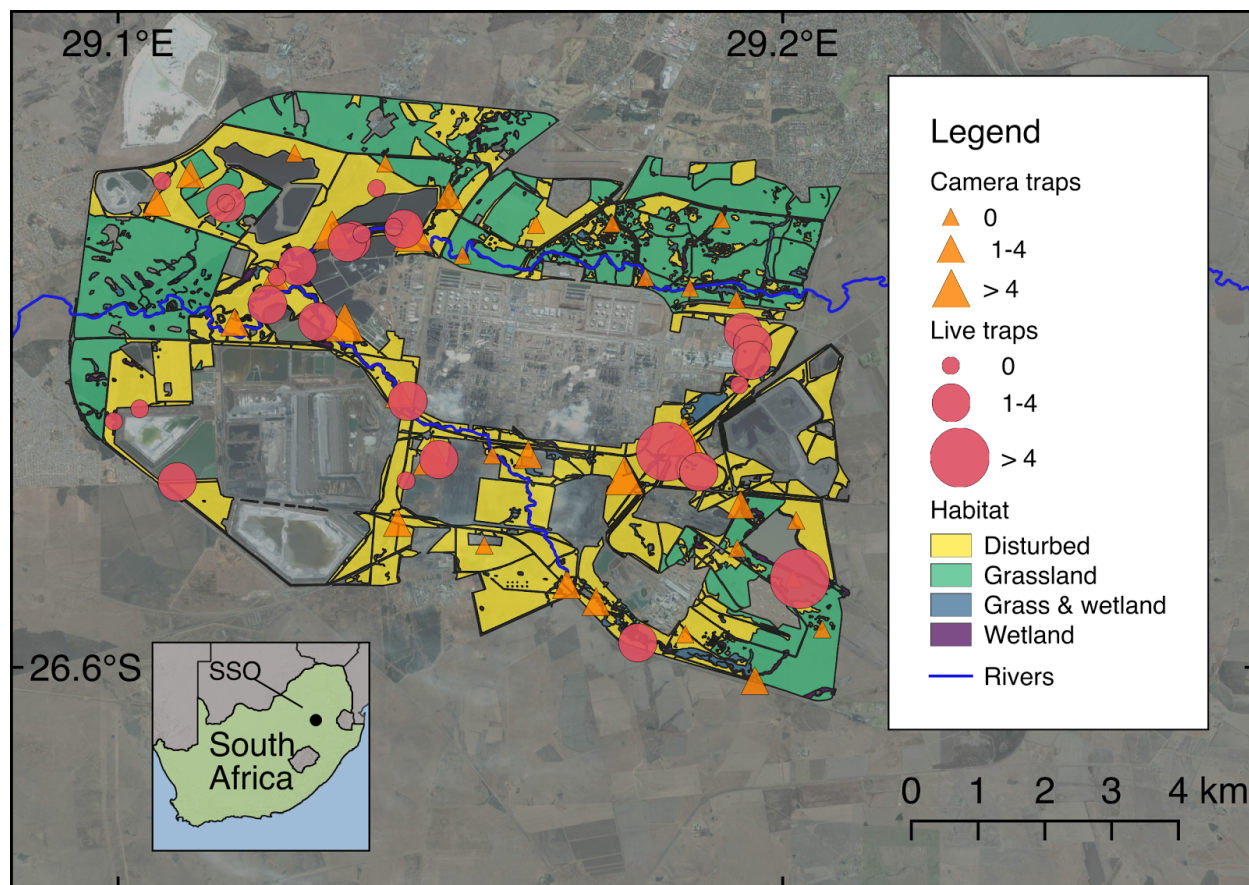 29.1°E
29.2°E
Legend
Camera traps
0
1-4
> 4
Live traps
0
1-4
> 4
Habitat
Disturbed
Grassland
Grass & wetland
Wetland
Rivers
26.6°S
SSO
South
Africa
0 1 2 3 4 km